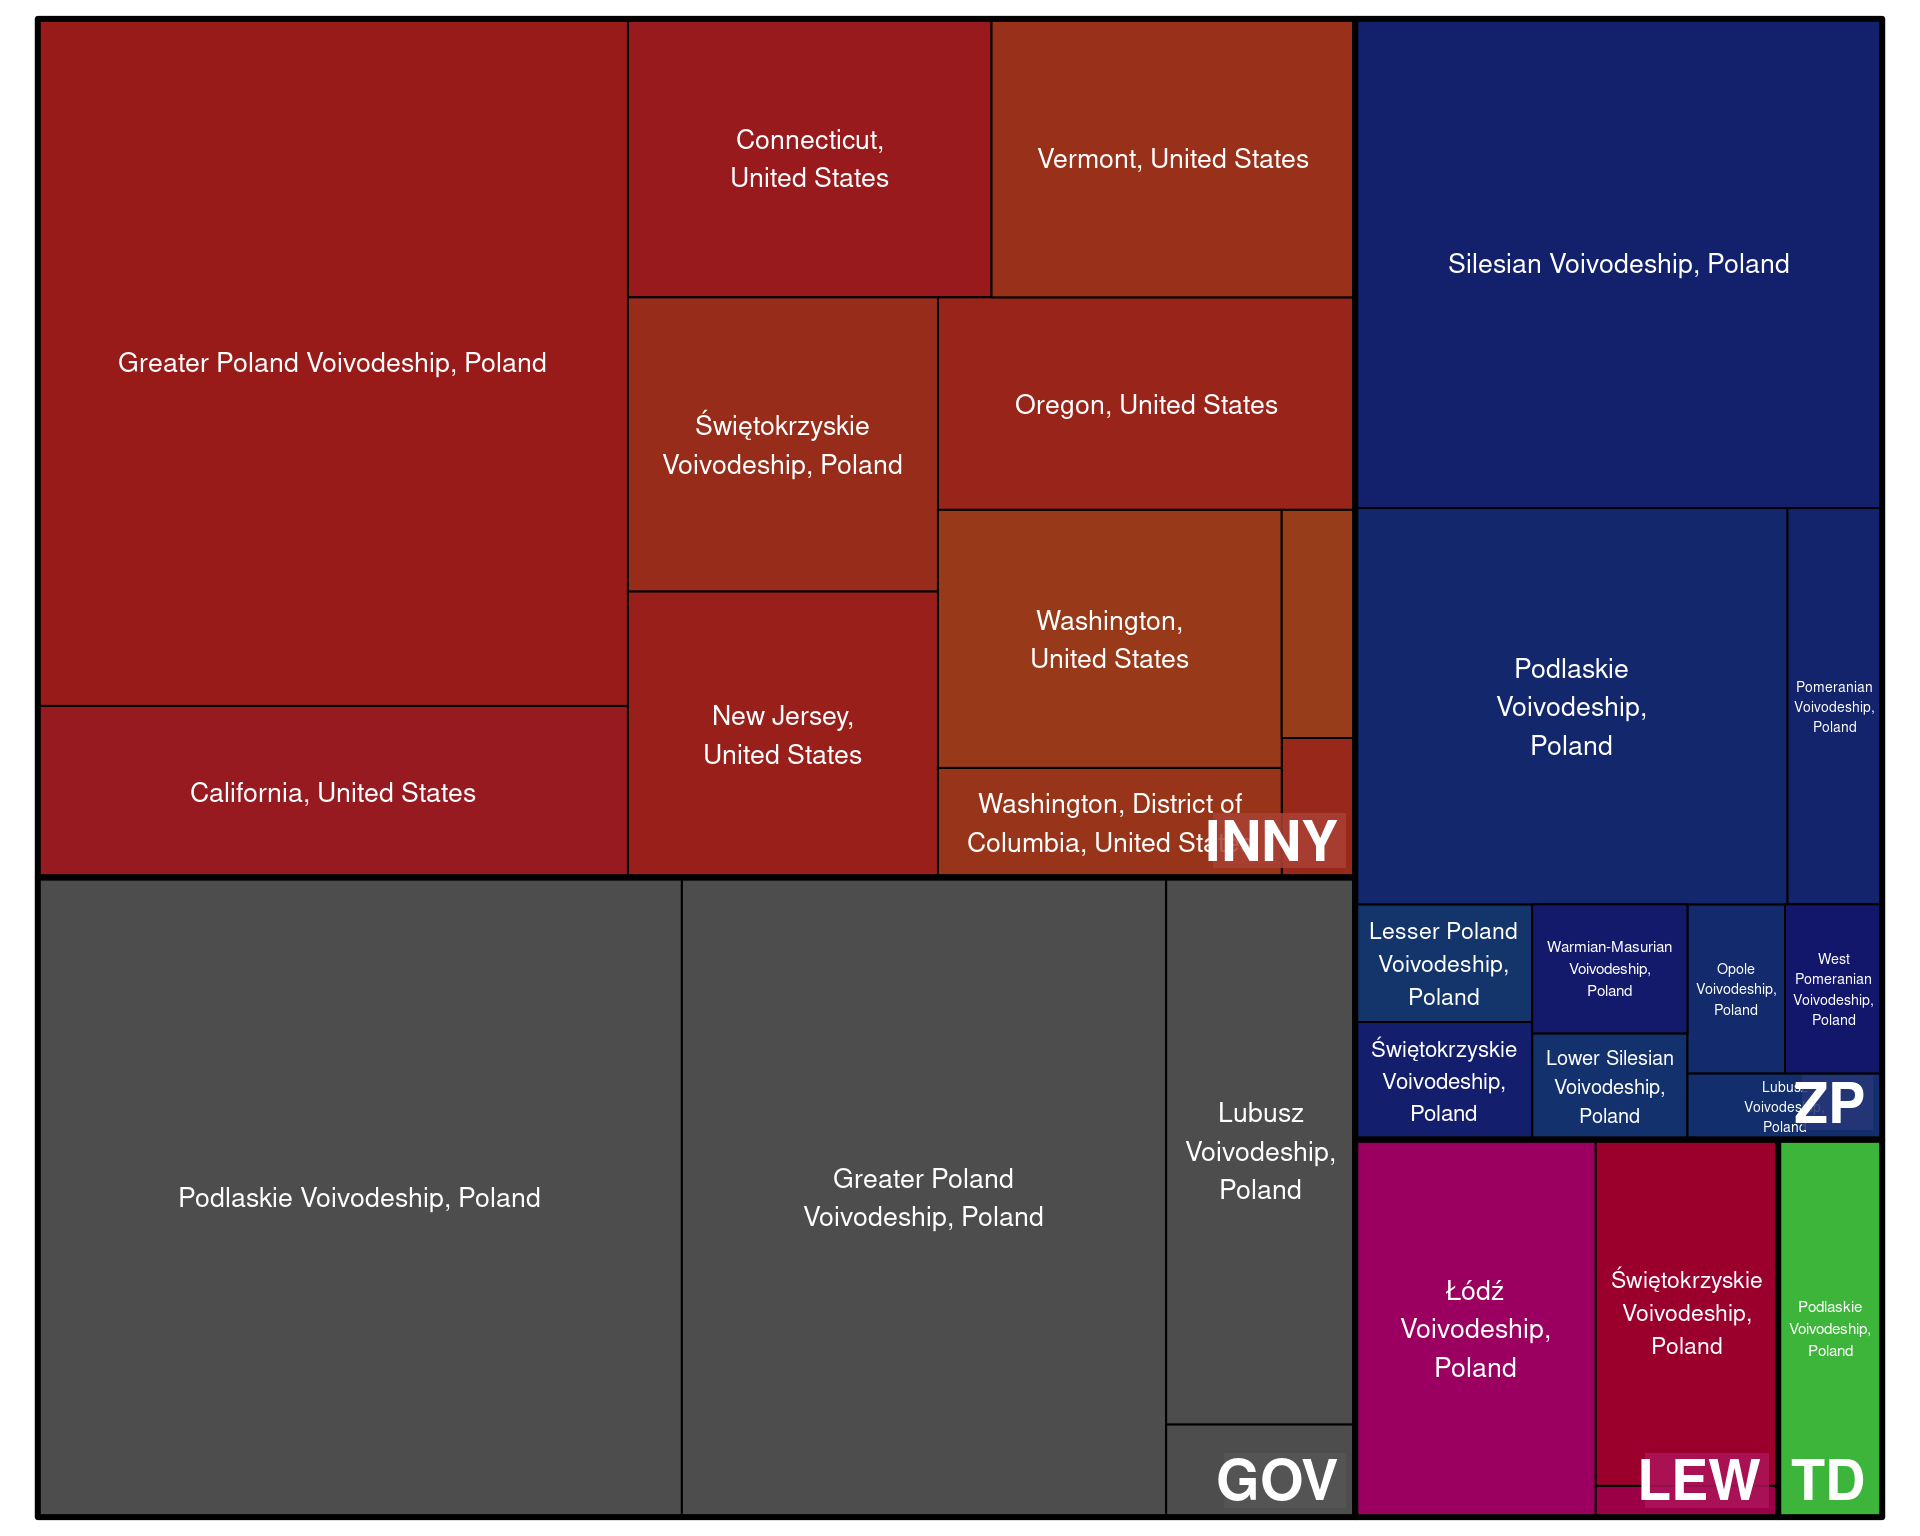 Greater Poland Voivodeship, Poland
California, United States
Connecticut,
United States
Vermont, United States
Świętokrzyskie
Voivodeship, Poland
Oregon, United States
New Jersey,
United States
Washington,
United States
Washington, District of
Columbia, United States
INNY
Podlaskie Voivodeship, Poland
Greater Poland
Voivodeship, Poland
Lubusz
Voivodeship,
Poland
GOV
Silesian Voivodeship, Poland
Podlaskie
Voivodeship,
Poland
Pomeranian
Voivodeship,
Poland
Lesser Poland
Voivodeship,
Poland
Świętokrzyskie
Voivodeship,
Poland
Warmian-Masurian
Voivodeship,
Poland
Lower Silesian
Voivodeship,
Poland
Opole
Voivodeship,
Poland
West
Pomeranian
Voivodeship,
Poland
Lubusz
Voivodeship,
Poland
ZP
Łódź
Voivodeship,
Poland
Świętokrzyskie
Voivodeship,
Poland
LEW
Podlaskie
Voivodeship,
Poland
TD